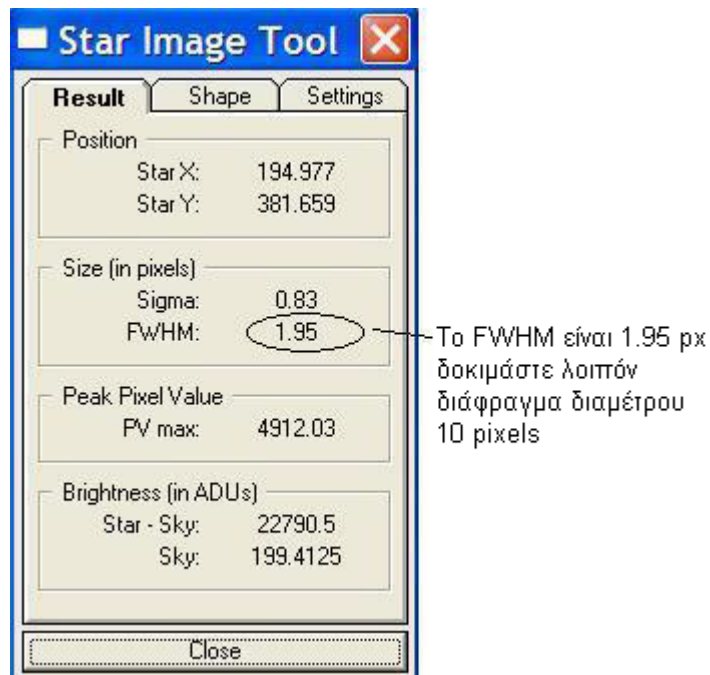 Star Image Tool
Result Shape Settings
Position
Star X: 194.977
Star Y: 381.659
Size (in pixels)
Sigma: 0.83
FWHM: 1.95
Το FWHM είναι 1.95 px
δοκιμάστε λοιπόν
διάφραγμα διαμέτρου
10 pixels
Peak Pixel Value
PV max: 4912.03
Brightness (in ADUs)
Star - Sky: 22790.5
Sky: 199.4125
Close